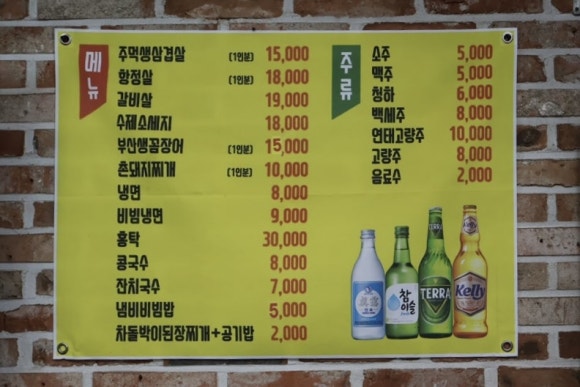 메뉴
주먹생삼겹살 (1인분) 15,000
항정살 (1인분) 18,000
갈비살 19,000
수제소세지 18,000
부산생꼼장어 (1인분) 15,000
촌돼지찌개 (1인분) 10,000
냉면 8,000
비빔냉면 9,000
홍탁 30,000
콩국수 8,000
잔치국수 7,000
냄비비빔밥 5,000
차돌박이된장찌개+공기밥 2,000
주류
소주 5,000
맥주 5,000
청하 6,000
백세주 8,000
연태고량주 10,000
고량주 8,000
음료수 2,000
참이슬
TERRA
Kelly